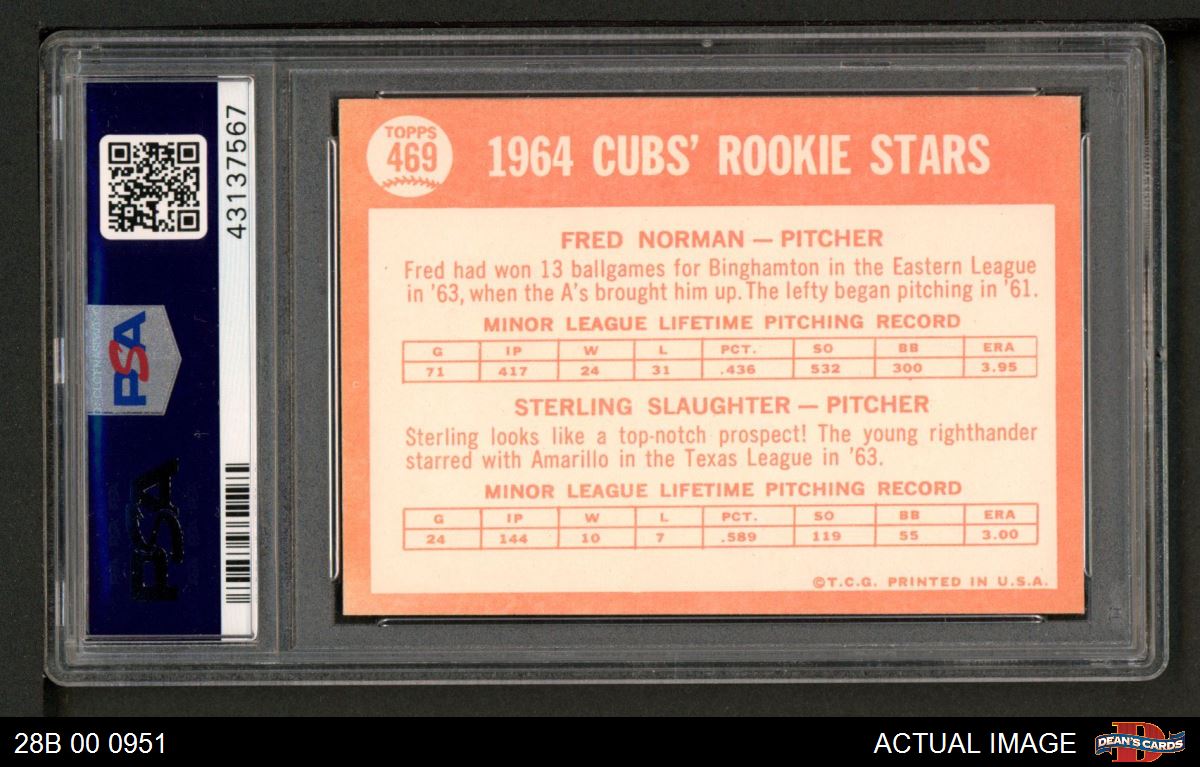 43137567
PSA
PSA
TOPPS
469
1964 CUBS' ROOKIE STARS
FRED NORMAN — PITCHER
Fred had won 13 ballgames for Binghamton in the Eastern League
in '63, when the A's brought him up. The lefty began pitching in '61.
MINOR LEAGUE LIFETIME PITCHING RECORD
G IP W L PCT. SO BB ERA
71 417 24 31 .436 532 300 3.95
STERLING SLAUGHTER — PITCHER
Sterling looks like a top-notch prospect! The young righthander
starred with Amarillo in the Texas League in '63.
MINOR LEAGUE LIFETIME PITCHING RECORD
G IP W L PCT. SO BB ERA
24 144 10 7 .589 119 55 3.00
©T.C.G. PRINTED IN U.S.A.
28B 00 0951
ACTUAL IMAGE
D
DEAN'S CARDS